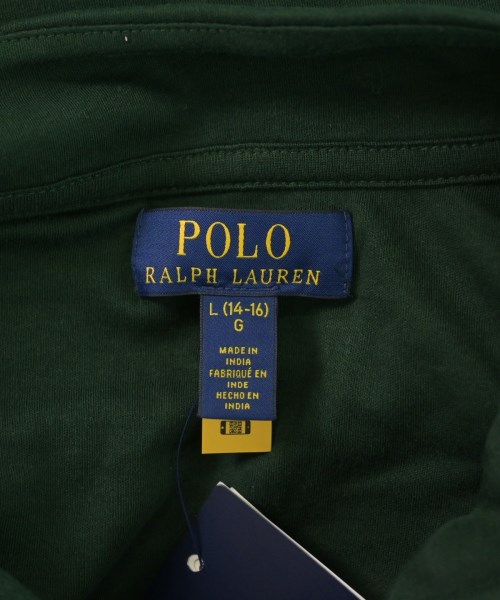 POLO
RALPH LAUREN
L (14-16)
G
MADE IN
INDIA
FABRIQUÉ EN
INDE
HECHO EN
INDIA